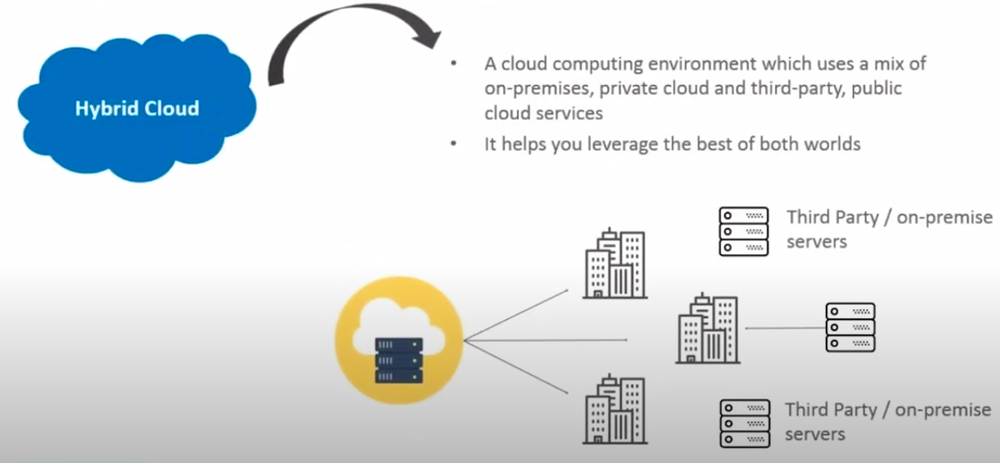 Hybrid Cloud
• A cloud computing environment which uses a mix of
on-premises, private cloud and third-party, public
cloud services
• It helps you leverage the best of both worlds
Third Party / on-premise
servers
Third Party / on-premise
servers